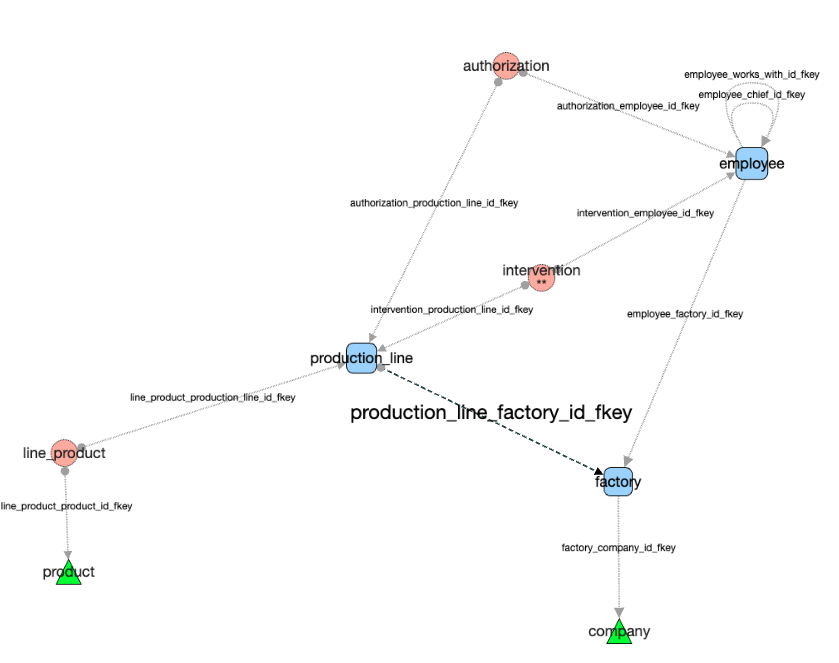 authorization
employee_works_with_id_fkey
employee_chief_id_fkey
authorization_employee_id_fkey
employee
authorization_production_line_id_fkey
intervention_employee_id_fkey
intervention
**
intervention_production_line_id_fkey
employee_factory_id_fkey
production_line
line_product_production_line_id_fkey
production_line_factory_id_fkey
line_product
factory
line_product_product_id_fkey
factory_company_id_fkey
product
company